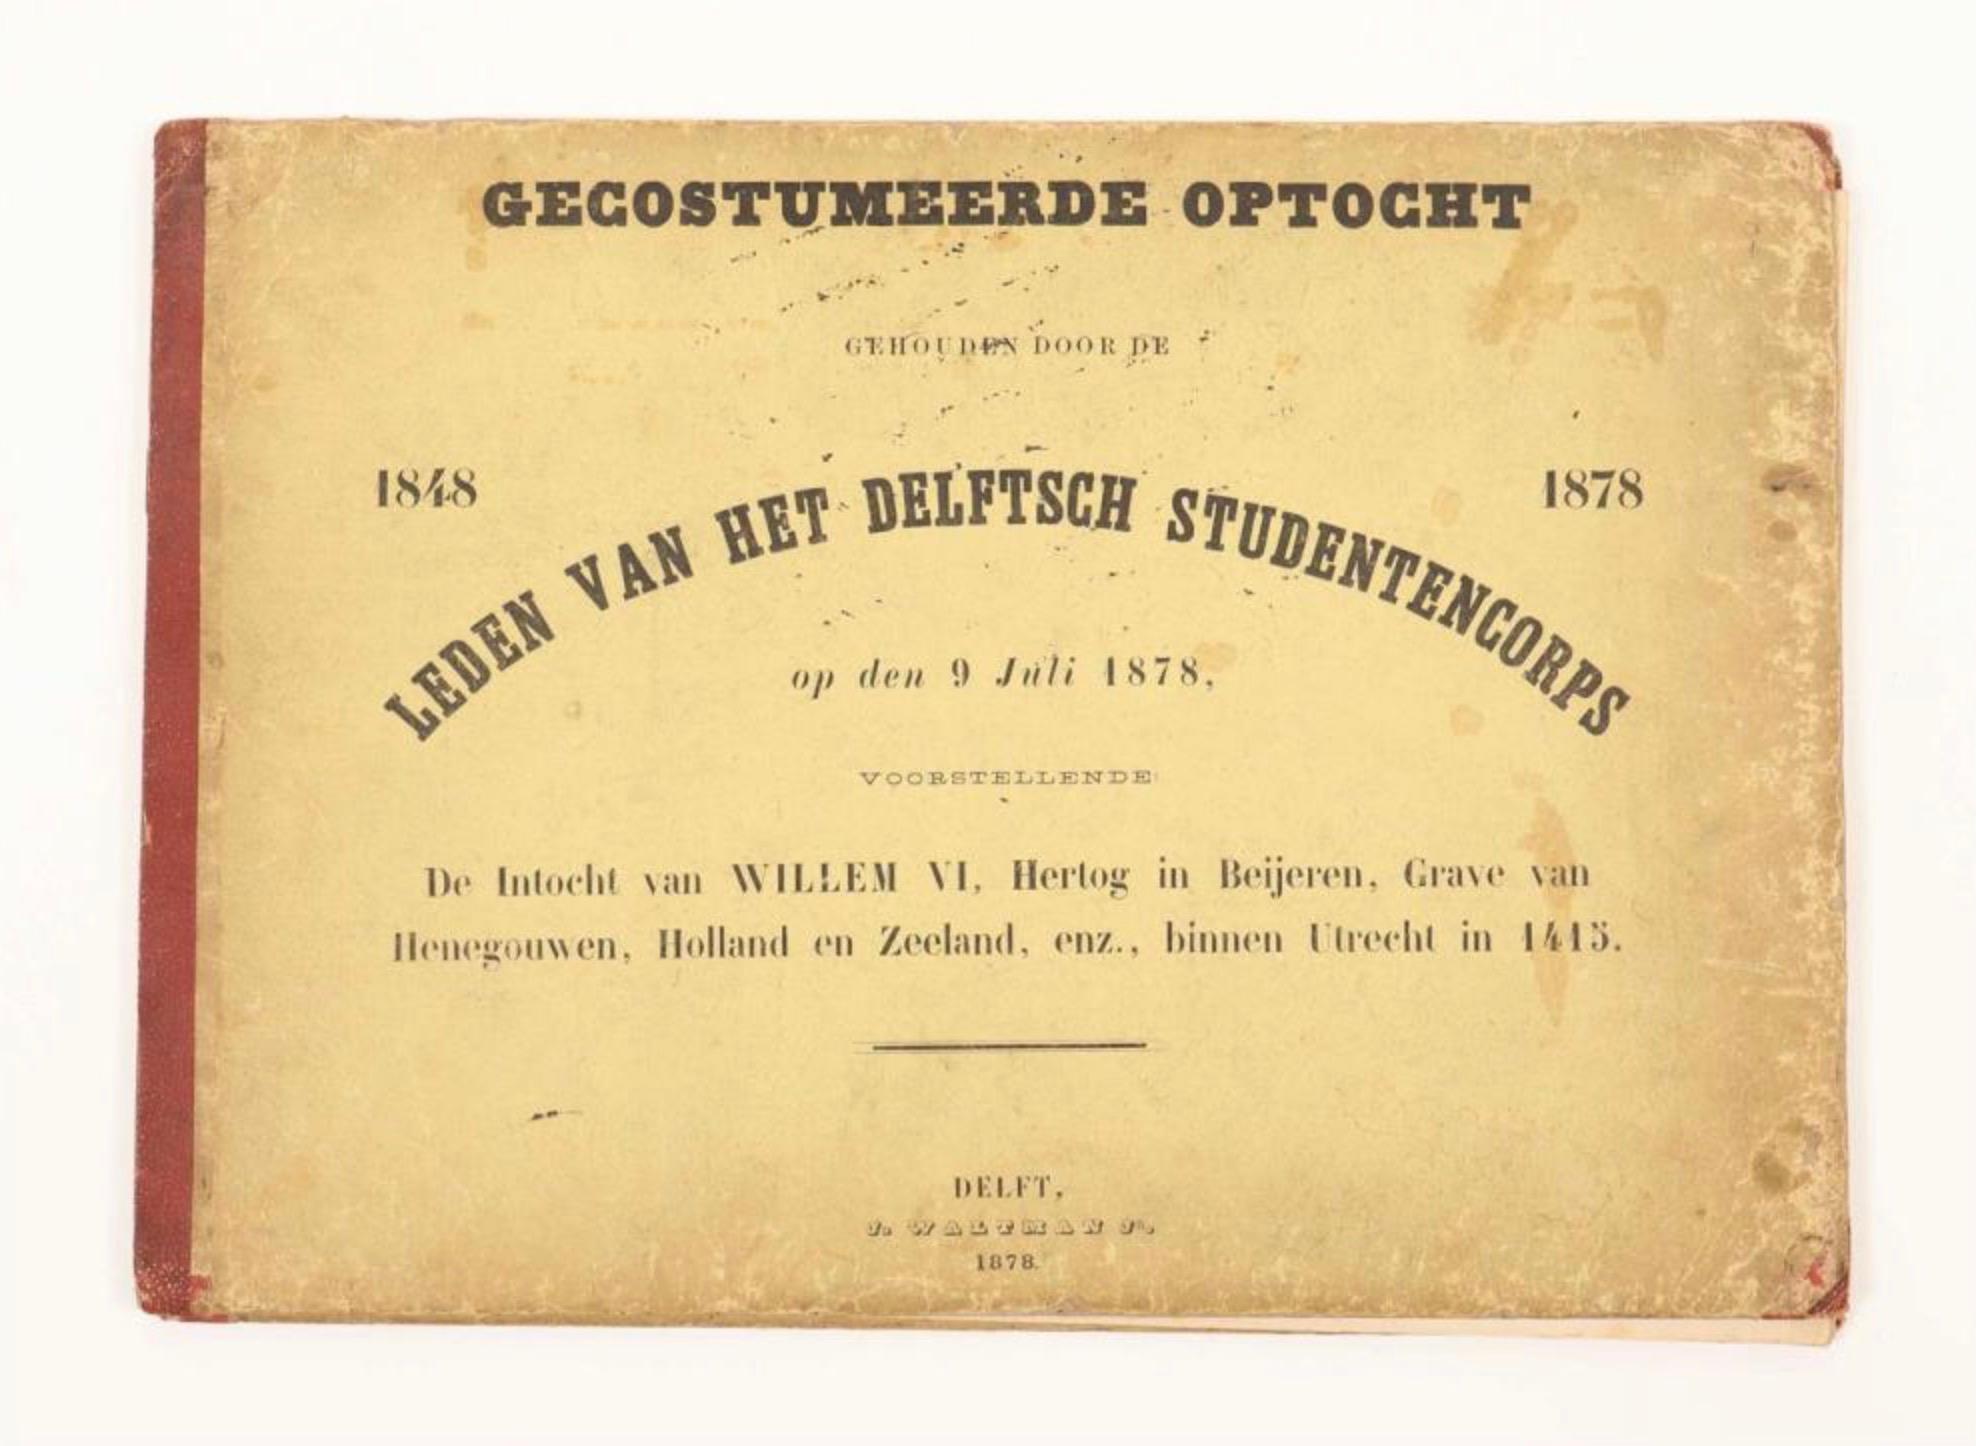 GECOSTUMEERDE OPTOCHT
GEHOUDEN DOOR DE
1848 1878
LEDEN VAN HET DELFTSCH STUDENTENCORPS
op den 9 Juli 1878,
VOORSTELLENDE:
De Intocht van WILLEM VI, Hertog in Beijeren, Grave van
Henegouwen, Holland en Zeeland, enz., binnen Utrecht in 1415.
DELFT,
J. WALTMAN Jr.
1878.